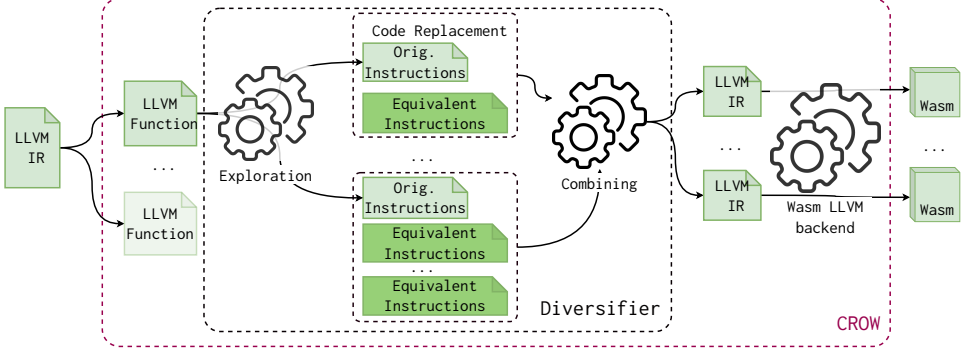 LLVM
IR
LLVM
Function
...
LLVM
Function
Exploration
Code Replacement
Orig.
Instructions
Equivalent
Instructions
...
Orig.
Instructions
Equivalent
Instructions
...
Equivalent
Instructions
Combining
Diversifier
LLVM
IR
...
LLVM
IR
Wasm LLVM
backend
CROW
Wasm
...
Wasm